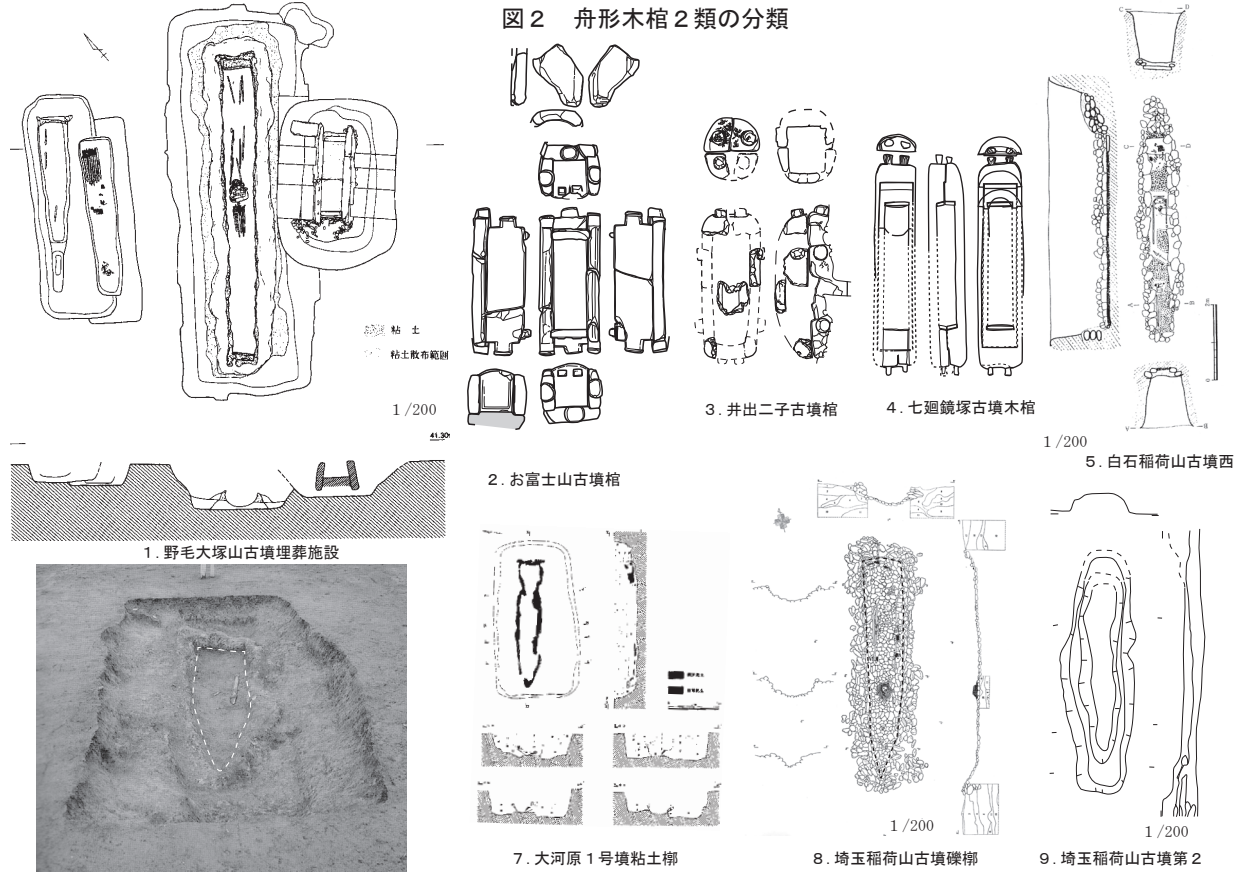 図２　舟形木棺２類の分類
粘　土
粘土散布範囲
1/200
41.30
1．野毛大塚山古墳埋葬施設
2．お富士山古墳棺
3．井出二子古墳棺
4．七廻鏡塚古墳木棺
1/200
5．白石稲荷山古墳西
7．大河原１号墳粘土槨
1/200
8．埼玉稲荷山古墳礫槨
1/200
9．埼玉稲荷山古墳第２